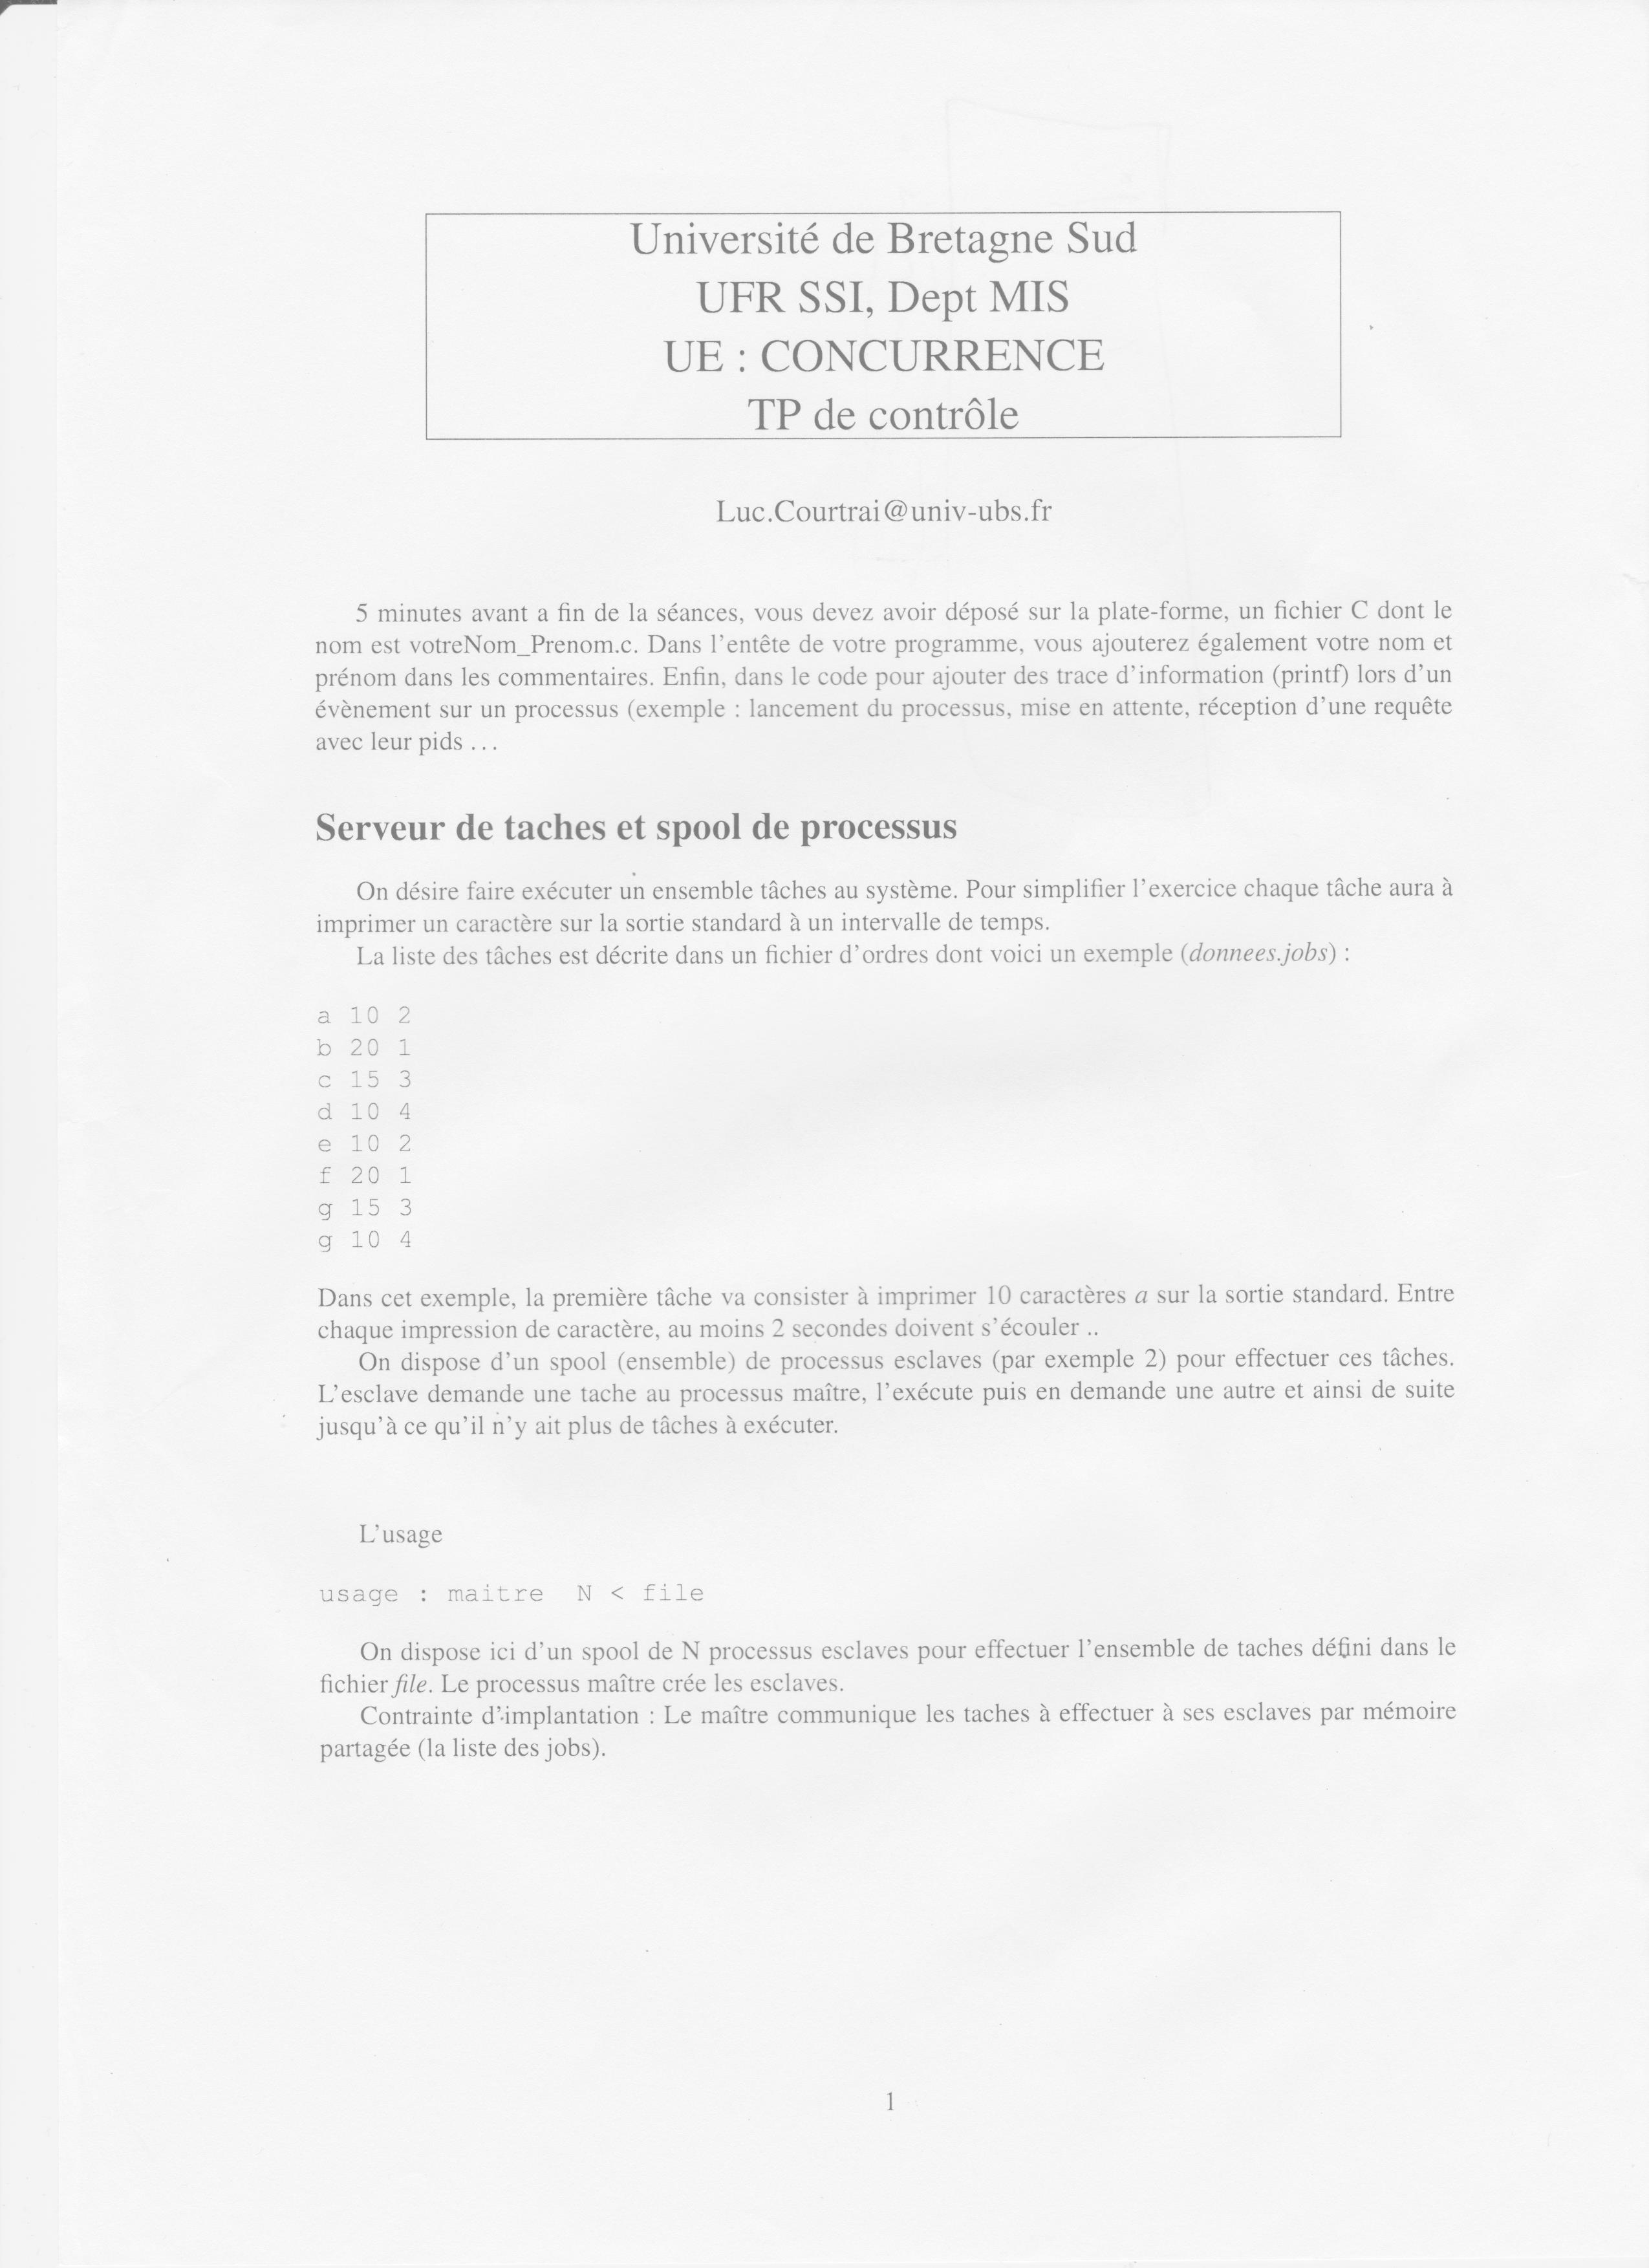 Université de Bretagne Sud
UFR SSI, Dept MIS
UE : CONCURRENCE
TP de contrôle
Luc.Courtrai@univ-ubs.fr
5 minutes avant a fin de la séances, vous devez avoir déposé sur la plate-forme, un fichier C dont le
nom est votreNom_Prenom.c. Dans l'entête de votre programme, vous ajouterez également votre nom et
prénom dans les commentaires. Enfin, dans le code pour ajouter des trace d'information (printf) lors d'un
évènement sur un processus (exemple : lancement du processus, mise en attente, réception d'une requête
avec leur pids ...
Serveur de taches et spool de processus
On désire faire exécuter un ensemble tâches au système. Pour simplifier l'exercice chaque tâche aura à
imprimer un caractère sur la sortie standard à un intervalle de temps.
La liste des tâches est décrite dans un fichier d'ordres dont voici un exemple (donnees.jobs) :
a 10 2
b 20 1
c 15 3
d 10 4
e 10 2
f 20 1
g 15 3
g 10 4
Dans cet exemple, la première tâche va consister à imprimer 10 caractères a sur la sortie standard. Entre
chaque impression de caractère, au moins 2 secondes doivent s'écouler ..
On dispose d'un spool (ensemble) de processus esclaves (par exemple 2) pour effectuer ces tâches.
L'esclave demande une tache au processus maître, l'exécute puis en demande une autre et ainsi de suite
jusqu'à ce qu'il n'y ait plus de tâches à exécuter.
L'usage
usage : maitre N < file
On dispose ici d'un spool de N processus esclaves pour effectuer l'ensemble de taches défini dans le
fichier file. Le processus maître crée les esclaves.
Contrainte d'implantation : Le maître communique les taches à effectuer à ses esclaves par mémoire
partagée (la liste des jobs).
1